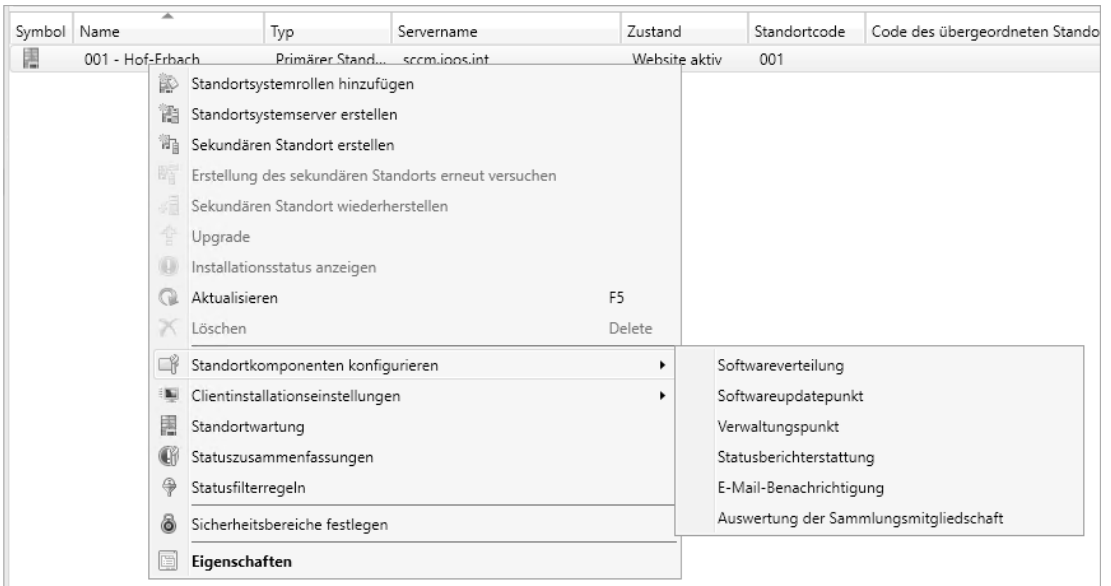 Symbol Name Typ Servername Zustand Standortcode Code des übergeordneten Stando
001 - Hof-Erbach Primärer Stand... sccm.joos.int Website aktiv 001
Standortsystemrollen hinzufügen
Standortsystemserver erstellen
Sekundären Standort erstellen
Erstellung des sekundären Standorts erneut versuchen
Sekundären Standort wiederherstellen
Upgrade
Installationsstatus anzeigen
Aktualisieren F5
Löschen Delete
Standortkomponenten konfigurieren
Clientinstallationseinstellungen
Standortwartung
Statuszusammenfassungen
Statusfilterregeln
Sicherheitsbereiche festlegen
Eigenschaften
Softwareverteilung
Softwareupdatepunkt
Verwaltungspunkt
Statusberichterstattung
E-Mail-Benachrichtigung
Auswertung der Sammlungsmitgliedschaft